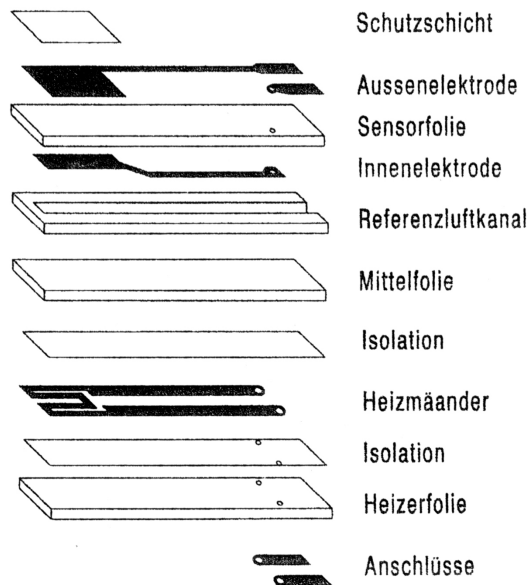 Schutzschicht
Aussenelektrode
Sensorfolie
Innenelektrode
Referenzluftkanal
Mittelfolie
Isolation
Heizmäander
Isolation
Heizerfolie
Anschlüsse